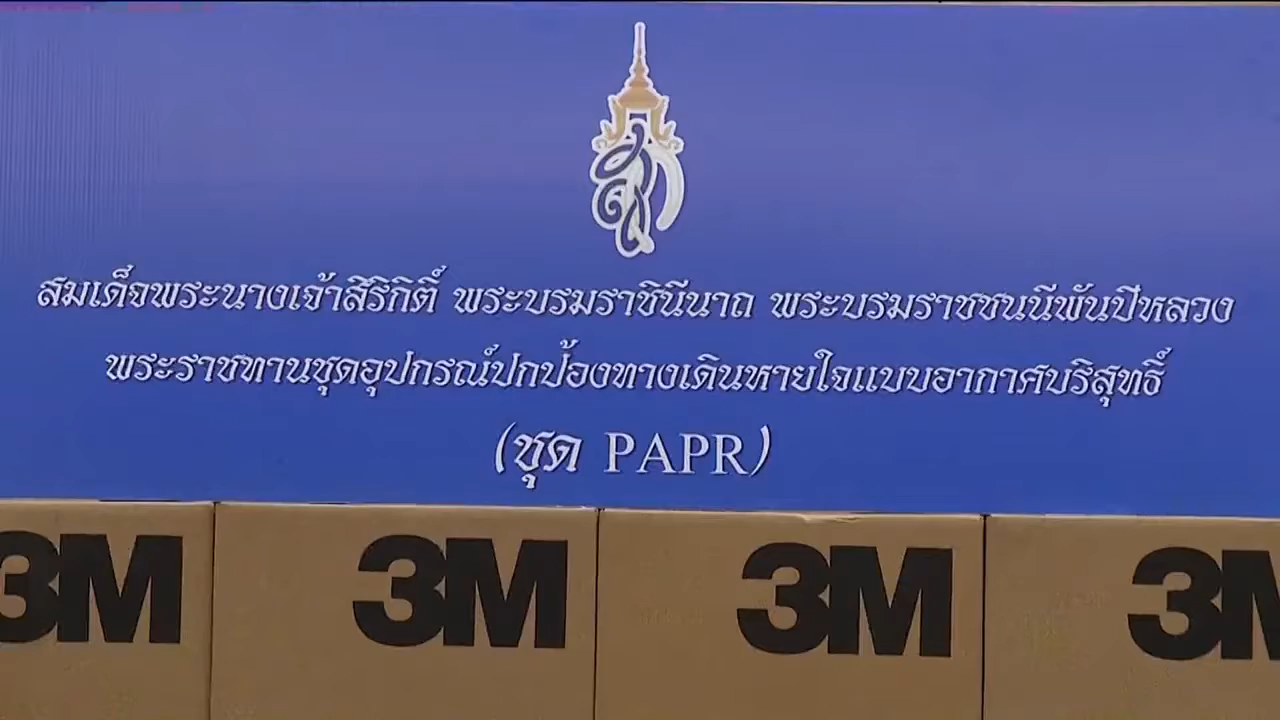 สก
สมเด็จพระนางเจ้าสิริกิติ์ พระบรมราชินีนาถ พระบรมราชชนนีพันปีหลวง
พระราชทานชุดอุปกรณ์ปกป้องทางเดินหายใจแบบอากาศบริสุทธิ์
(ชุด PAPR)
3M 3M 3M 3M